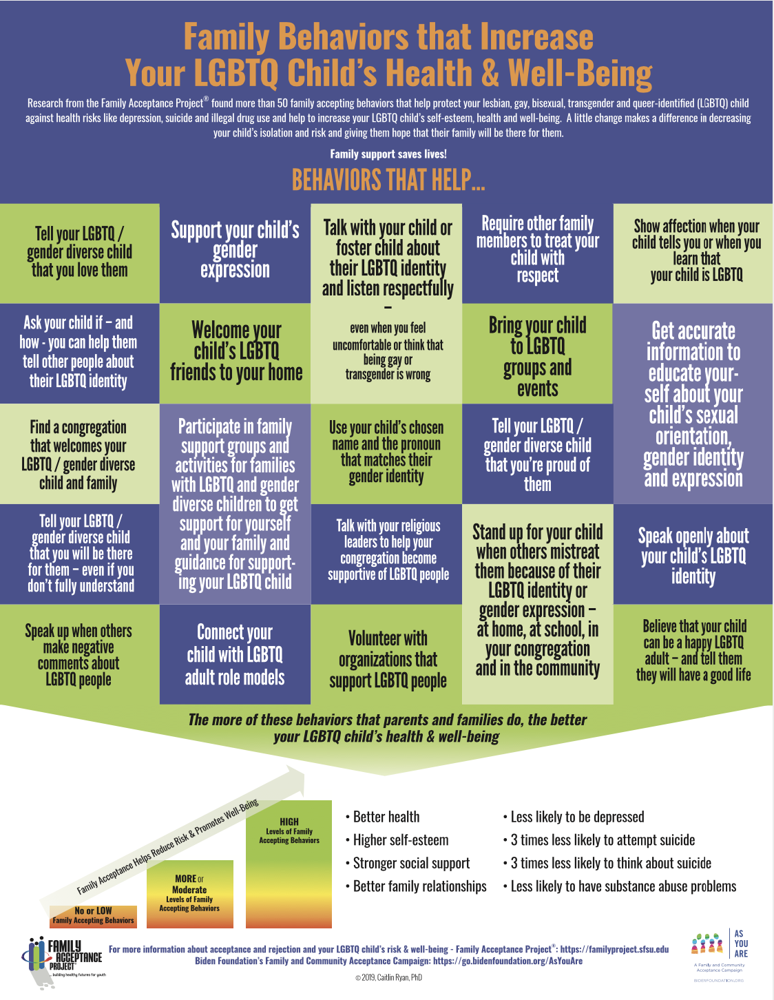 Family Behaviors that Increase
Your LGBTQ Child's Health & Well-Being
Research from the Family Acceptance Project® found more than 50 family accepting behaviors that help protect your lesbian, gay, bisexual, transgender and queer-identified (LGBTQ) child
against health risks like depression, suicide and illegal drug use and help to increase your LGBTQ child's self-esteem, health and well-being. A little change makes a difference in decreasing
your child's isolation and risk and giving them hope that their family will be there for them.
Family support saves lives!
BEHAVIORS THAT HELP...
Tell your LGBTQ /
gender diverse child
that you love them
Support your child's
gender
expression
Talk with your child or
foster child about
their LGBTQ identity
and listen respectfully
–
even when you feel
uncomfortable or think that
being gay or
transgender is wrong
Require other family
members to treat your
child with
respect
Show affection when your
child tells you or when you
learn that
your child is LGBTQ
Ask your child if – and
how - you can help them
tell other people about
their LGBTQ identity
Welcome your
child's LGBTQ
friends to your home
Bring your child
to LGBTQ
groups and
events
Get accurate
information to
educate your-
self about your
child's sexual
orientation,
gender identity
and expression
Find a congregation
that welcomes your
LGBTQ / gender diverse
child and family
Participate in family
support groups and
activities for families
with LGBTQ and gender
diverse children to get
support for yourself
and your family and
guidance for support-
ing your LGBTQ child
Use your child's chosen
name and the pronoun
that matches their
gender identity
Tell your LGBTQ /
gender diverse child
that you're proud of
them
Tell your LGBTQ /
gender diverse child
that you will be there
for them – even if you
don't fully understand
Talk with your religious
leaders to help your
congregation become
supportive of LGBTQ people
Stand up for your child
when others mistreat
them because of their
LGBTQ identity or
gender expression –
at home, at school, in
your congregation
and in the community
Speak openly about
your child's LGBTQ
identity
Speak up when others
make negative
comments about
LGBTQ people
Connect your
child with LGBTQ
adult role models
Volunteer with
organizations that
support LGBTQ people
Believe that your child
can be a happy LGBTQ
adult – and tell them
they will have a good life
The more of these behaviors that parents and families do, the better
your LGBTQ child's health & well-being
Family Acceptance Helps Reduce Risk & Promotes Well-Being
No or LOW
Family Accepting Behaviors
MORE or
Moderate
Levels of Family
Accepting Behaviors
HIGH
Levels of Family
Accepting Behaviors
• Better health
• Higher self-esteem
• Stronger social support
• Better family relationships
• Less likely to be depressed
• 3 times less likely to attempt suicide
• 3 times less likely to think about suicide
• Less likely to have substance abuse problems
FAMILY
ACCEPTANCE
PROJECT®
... building healthy futures for youth
For more information about acceptance and rejection and your LGBTQ child's risk & well-being - Family Acceptance Project®: https://familyproject.sfsu.edu
Biden Foundation's Family and Community Acceptance Campaign: https://go.bidenfoundation.org/AsYouAre
© 2019, Caitlin Ryan, PhD
AS
YOU
ARE
A Family and Community
Acceptance Campaign
BIDENFOUNDATION.ORG